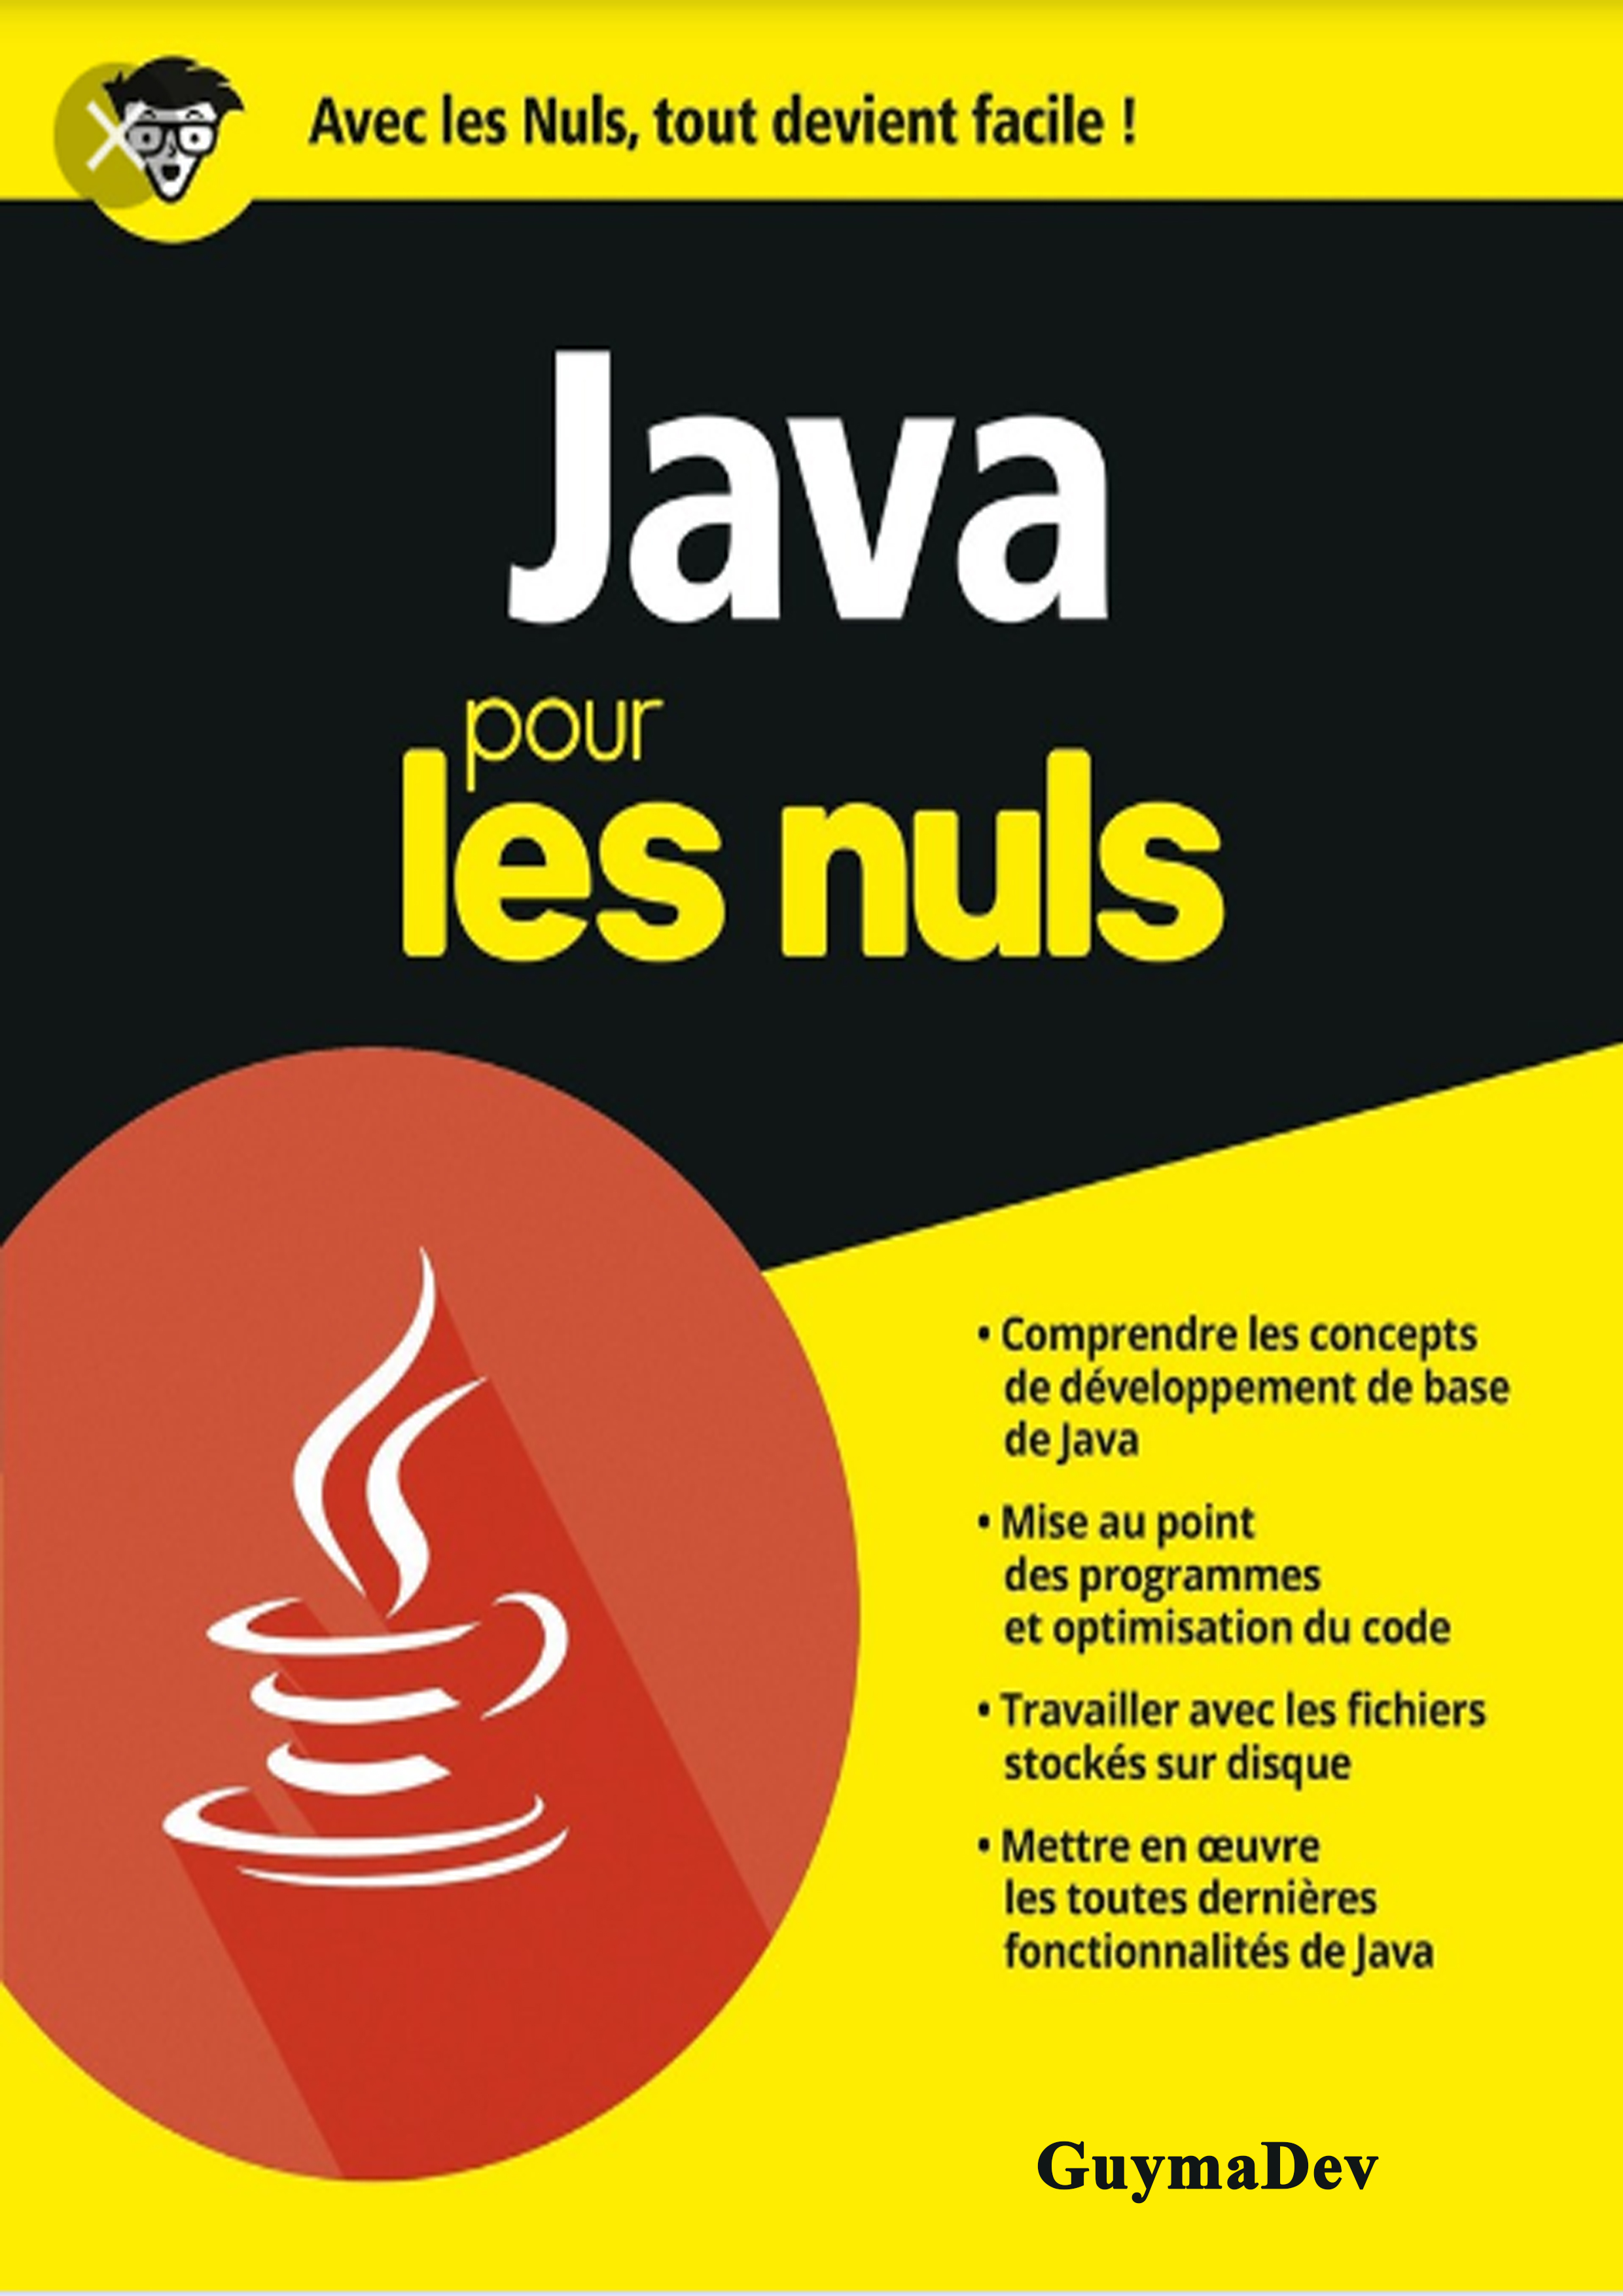 Avec les Nuls, tout devient facile !
Java
pour
les nuls
• Comprendre les concepts
de développement de base
de Java
• Mise au point
des programmes
et optimisation du code
• Travailler avec les fichiers
stockés sur disque
• Mettre en œuvre
les toutes dernières
fonctionnalités de Java
GuymaDev